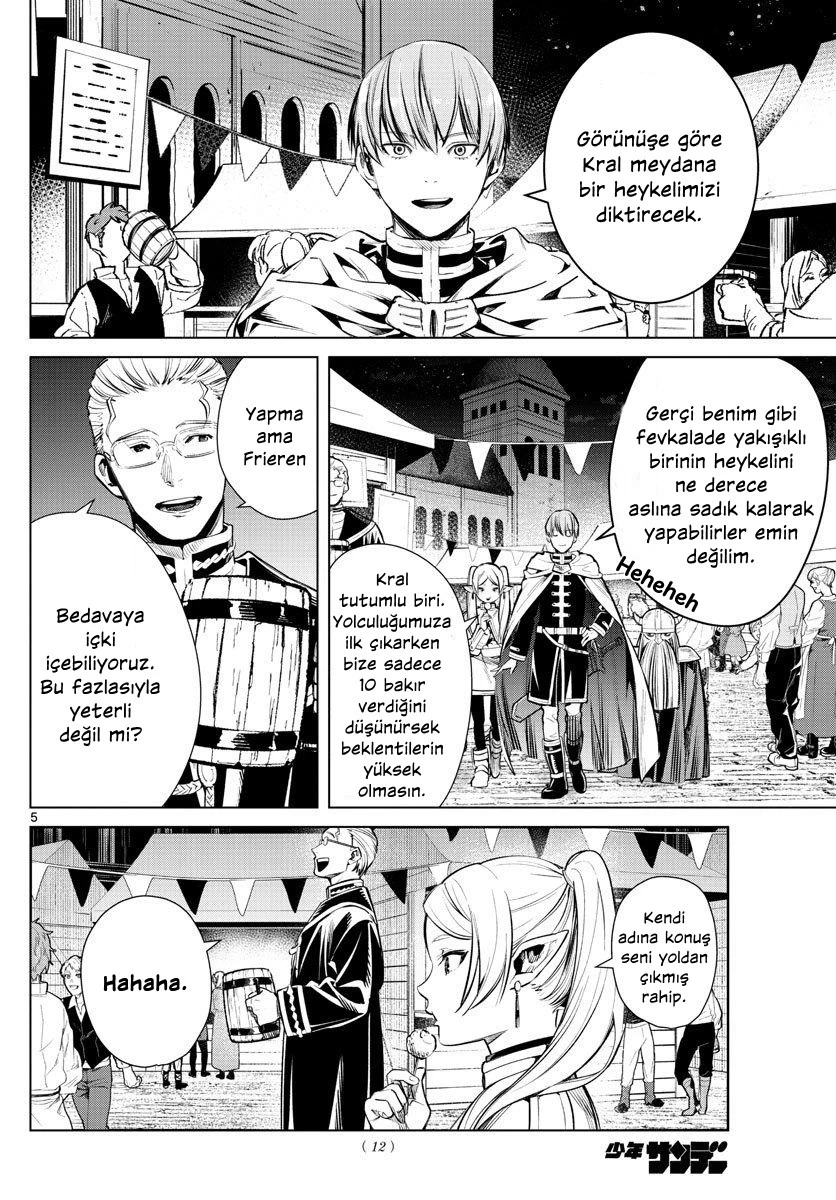 Görünüşe göre
Kral meydana
bir heykelimizi
diktirecek.
Gerçi benim gibi
fevkalade yakışıklı
birinin heykelini
ne derece
aslına sadık kalarak
yapabilirler emin
değilim.
Heheheh
Kral
tutumlu biri.
Yolculuğumuza
ilk çıkarken
bize sadece
10 bakır
verdiğini
düşünürsek
beklentilerin
yüksek
olmasın.
Yapma
ama
Frieren
Bedavaya
içki
içebiliyoruz.
Bu fazlasıyla
yeterli
değil mi?
5
Kendi
adına konuş
seni yoldan
çıkmış
rahip.
Hahaha.
( 12 )
少年サンデー